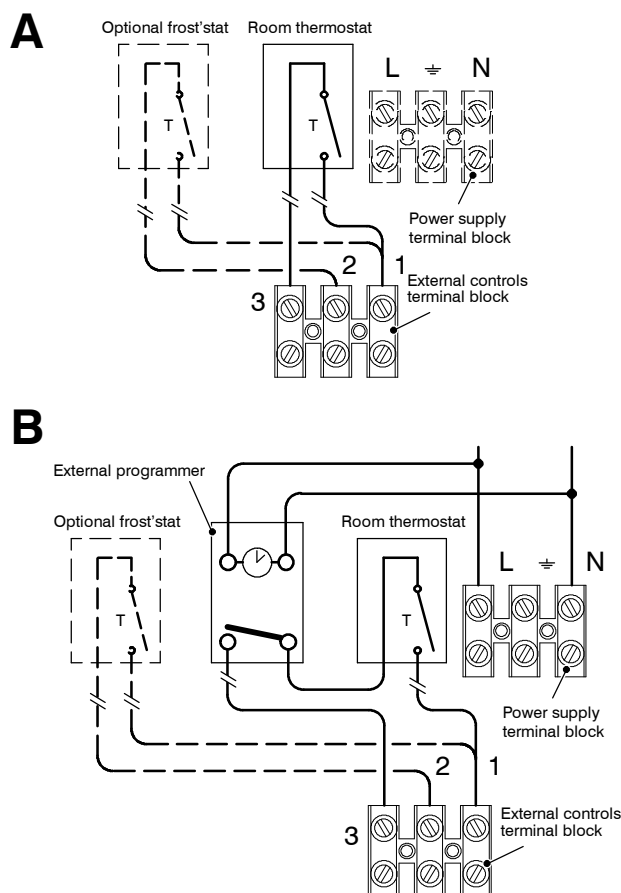 A
Optional frost'stat
Room thermostat
L
N
T
T
Power supply
terminal block
2
1
3
External controls
terminal block
B
External programmer
Optional frost'stat
Room thermostat
L
N
T
T
Power supply
terminal block
2
1
3
External controls
terminal block